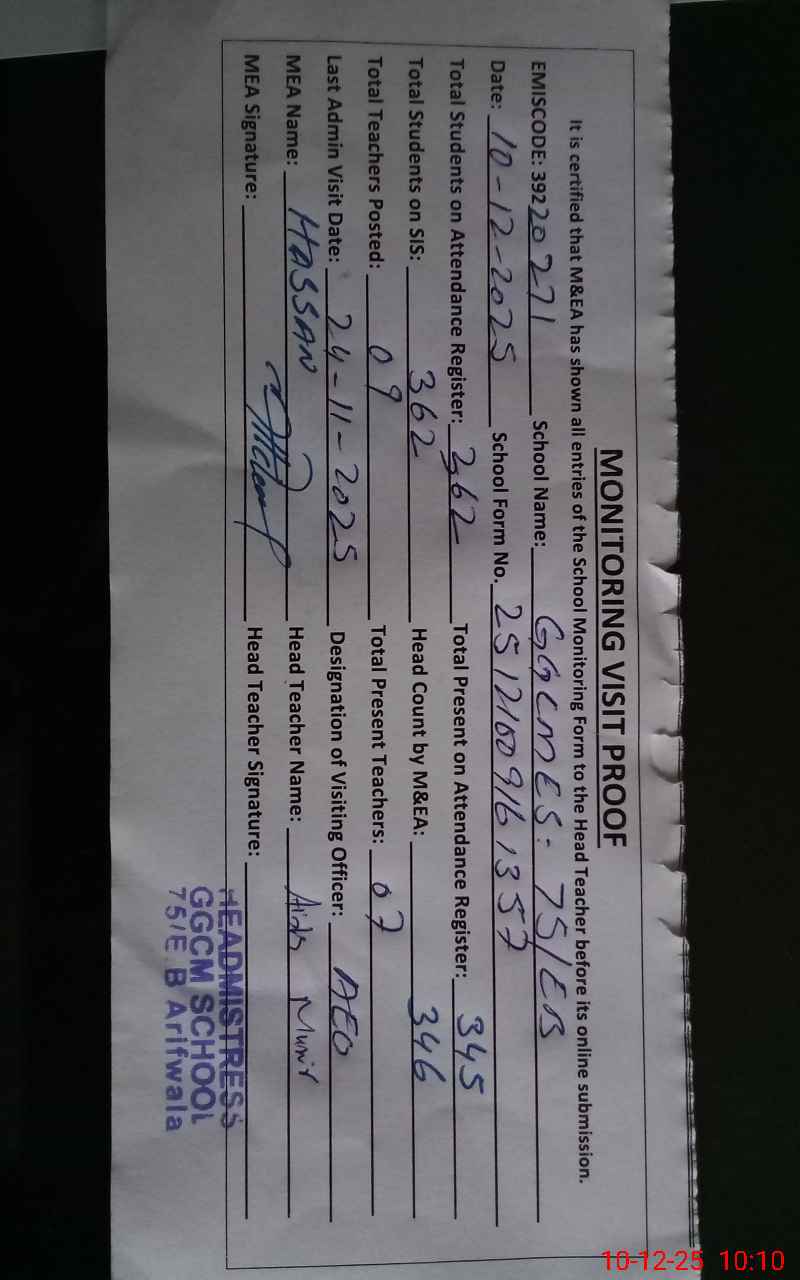 MONITORING VISIT PROOF
It is certified that M&EA has shown all entries of the School Monitoring Form to the Head Teacher before its online submission.
EMISCODE: 39220271 School Name: GGCMES: 75/EB
Date: 10-12-2025 School Form No. 25121009161357
Total Students on Attendance Register: 362 Total Present on Attendance Register: 345
Total Students on SIS: 362 Head Count by M&EA: 346
Total Teachers Posted: 09 Total Present Teachers: 07
Last Admin Visit Date: 24-11-2025 Designation of Visiting Officer: AEO
MEA Name: HASSAN Head Teacher Name: Munir
MEA Signature: Head Teacher Signature:
HEADMISTRESS
GGCM SCHOOL
75/E.B Arifwala
10-12-25 10:10